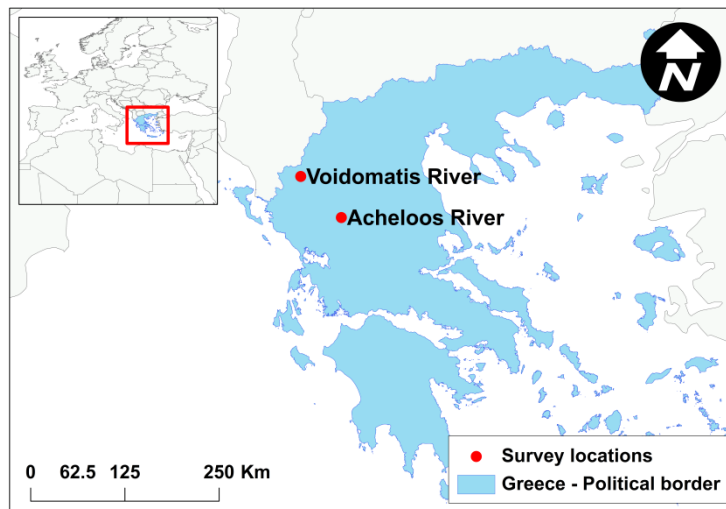 N
Voidomatis River
Acheloos River
0 62.5 125 250 Km
Survey locations
Greece - Political border